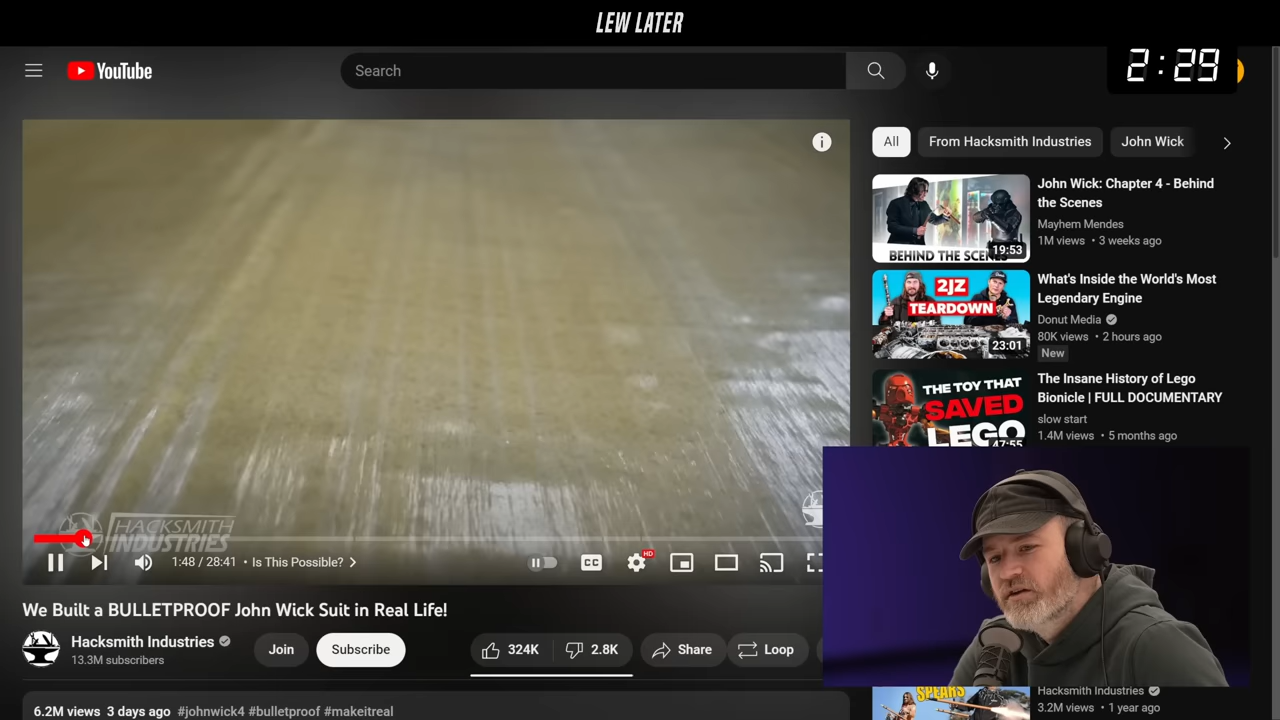 LEW LATER
YouTube
Search
2:29
All
From Hacksmith Industries
John Wick
John Wick: Chapter 4 - Behind
the Scenes
Mayhem Mendes
1M views • 3 weeks ago
BEHIND THE SCENES
19:53
What's Inside the World's Most
Legendary Engine
Donut Media
80K views • 2 hours ago
New
2JZ
TEARDOWN
23:01
The Insane History of Lego
Bionicle | FULL DOCUMENTARY
slow start
1.4M views • 5 months ago
THE TOY THAT
SAVED
LEGO
47:55
HACKSMITH
INDUSTRIES
1:48 / 28:41 • Is This Possible?
CC
HD
We Built a BULLETPROOF John Wick Suit in Real Life!
Hacksmith Industries
13.3M subscribers
Join
Subscribe
324K
2.8K
Share
Loop
SPEARS
Hacksmith Industries
3.2M views • 1 year ago
6.2M views 3 days ago #johnwick4 #bulletproof #makeitreal